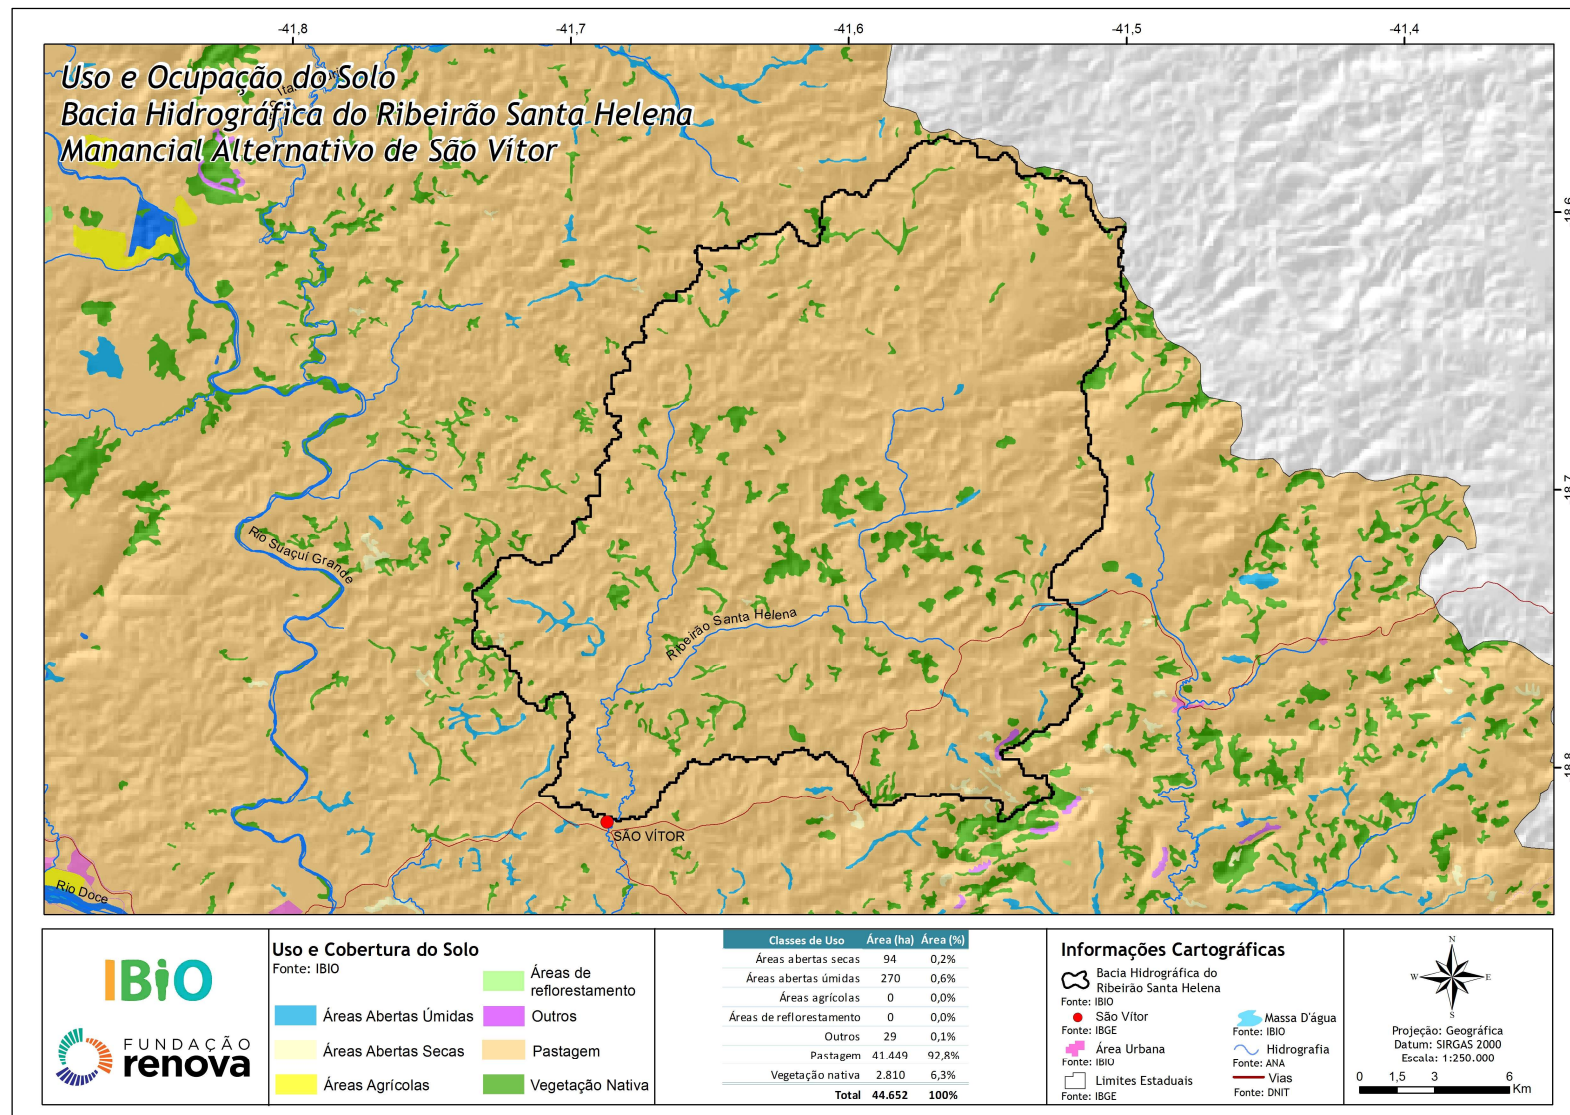 -41,8
-41,7
-41,6
-41,5
-41,4
Uso e Ocupação do Solo
Bacia Hidrográfica do Ribeirão Santa Helena
Manancial Alternativo de São Vítor
Rio Suaçuí Grande
Ribeirão Santa Helena
SÃO VÍTOR
Rio Doce
IBiO
FUNDAÇÃO
renova
Uso e Cobertura do Solo
Fonte: IBIO
Áreas Abertas Úmidas
Áreas Abertas Secas
Áreas Agrícolas
Áreas de
reflorestamento
Outros
Pastagem
Vegetação Nativa
Classes de Uso Área (ha) Área (%)
Áreas abertas secas 94 0,2%
Áreas abertas úmidas 270 0,6%
Áreas agrícolas 0 0,0%
Áreas de reflorestamento 0 0,0%
Outros 29 0,1%
Pastagem 41.449 92,8%
Vegetação nativa 2.810 6,3%
Total 44.652 100%
Informações Cartográficas
Bacia Hidrográfica do
Ribeirão Santa Helena
Fonte: IBIO
São Vítor
Fonte: IBGE
Área Urbana
Fonte: IBIO
Limites Estaduais
Fonte: IBGE
Massa D'água
Fonte: IBIO
Hidrografia
Fonte: ANA
Vias
Fonte: DNIT
N
W E
S
Projeção: Geográfica
Datum: SIRGAS 2000
Escala: 1:250.000
0 1,5 3 6
Km